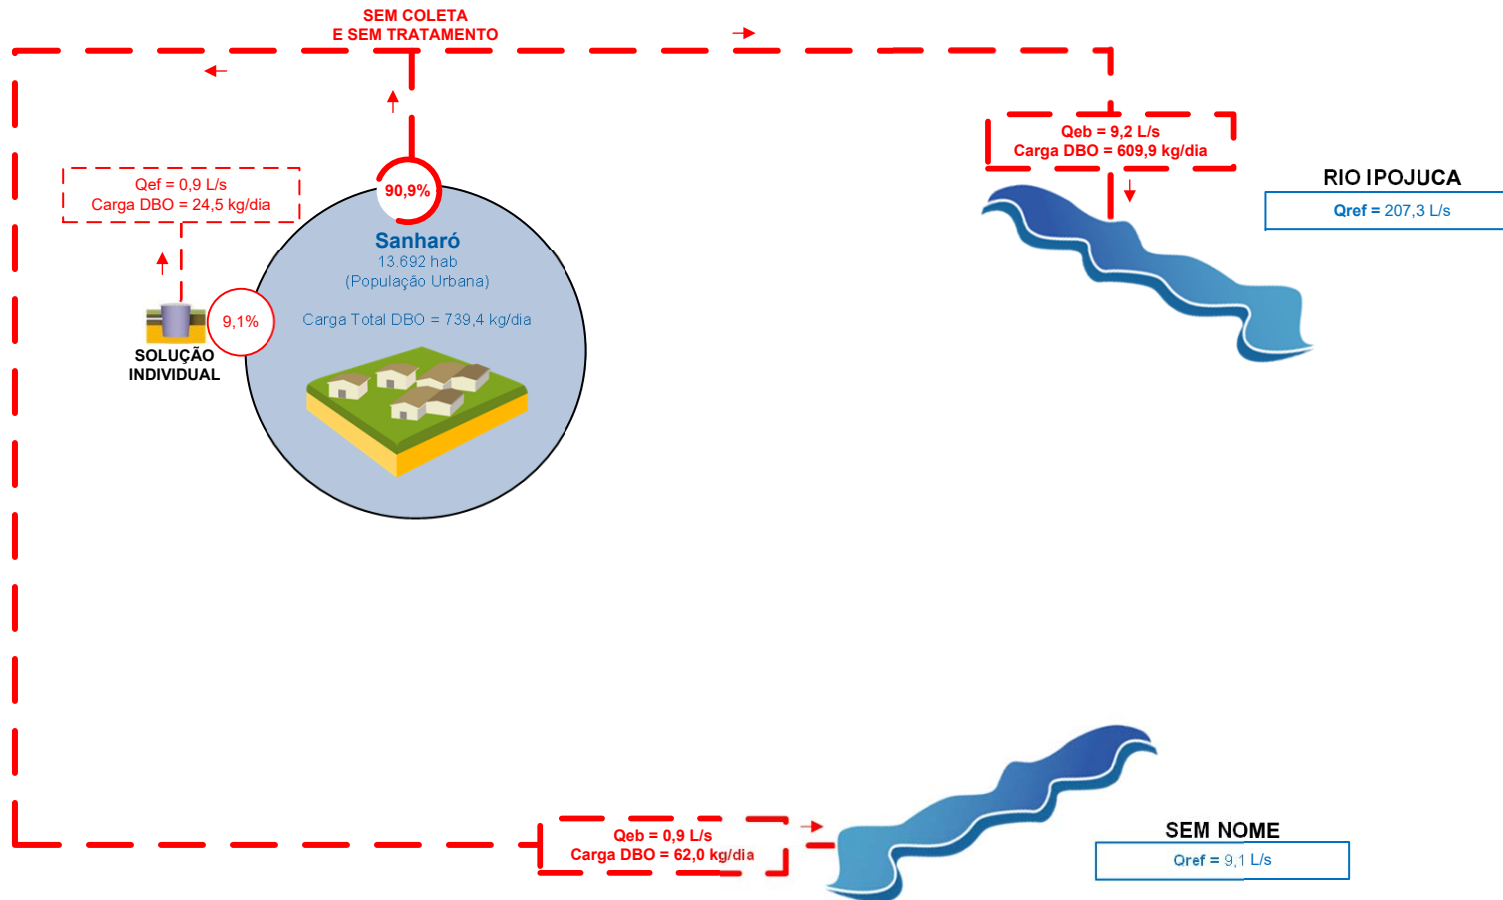 SEM COLETA
E SEM TRATAMENTO
Qeb = 9,2 L/s
Carga DBO = 609,9 kg/dia
RIO IPOJUCA
Qref = 207,3 L/s
Qef = 0,9 L/s
Carga DBO = 24,5 kg/dia
90,9%
Sanharó
13.692 hab
(População Urbana)
Carga Total DBO = 739,4 kg/dia
9,1%
SOLUÇÃO
INDIVIDUAL
Qeb = 0,9 L/s
Carga DBO = 62,0 kg/dia
SEM NOME
Qref = 9,1 L/s